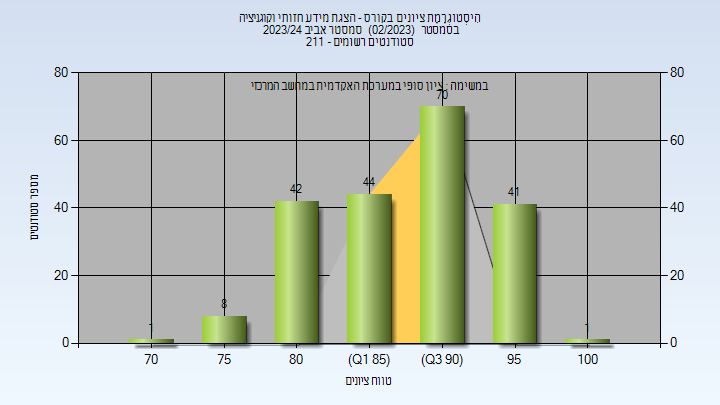 היסטוגרמת ציונים בקורס - הצגת מידע חזותי וקוגניציה
בסמסטר (02/2023) סמסטר אביב 2023/24
סטודנטים רשומים - 211
במשימה: ציון סופי במערכת האקדמית במחשב המרכזי
80 80
60 60
40 40
20 20
0 0
1 8 42 44 70 41 1
מספר סטודנטים
70 75 80 (Q1 85) (Q3 90) 95 100
טווח ציונים